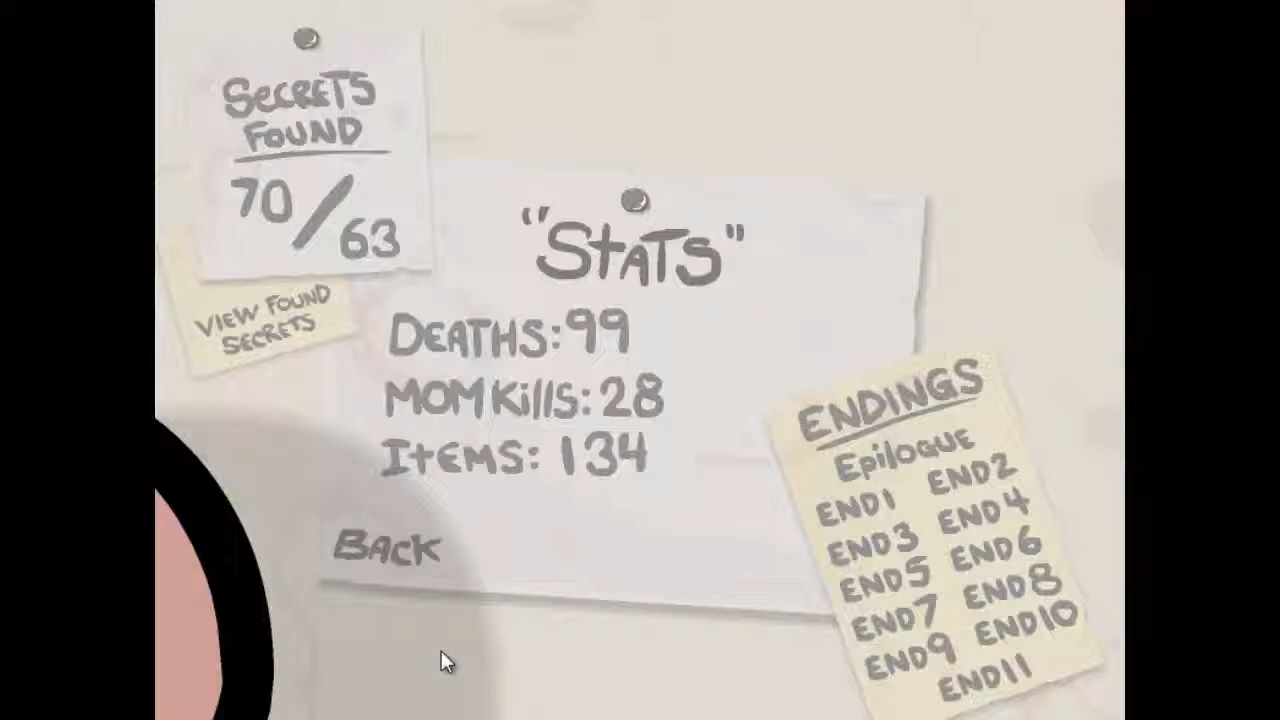 SECRETS
FOUND
70/63
VIEW FOUND
SECRETS
"STATS"
DEATHS:99
MOM Kills:28
ITEMS: 134
BACK
ENDINGS
Epilogue
END1 END2
END3 END4
END5 END6
END7 END8
END9 END10
END11